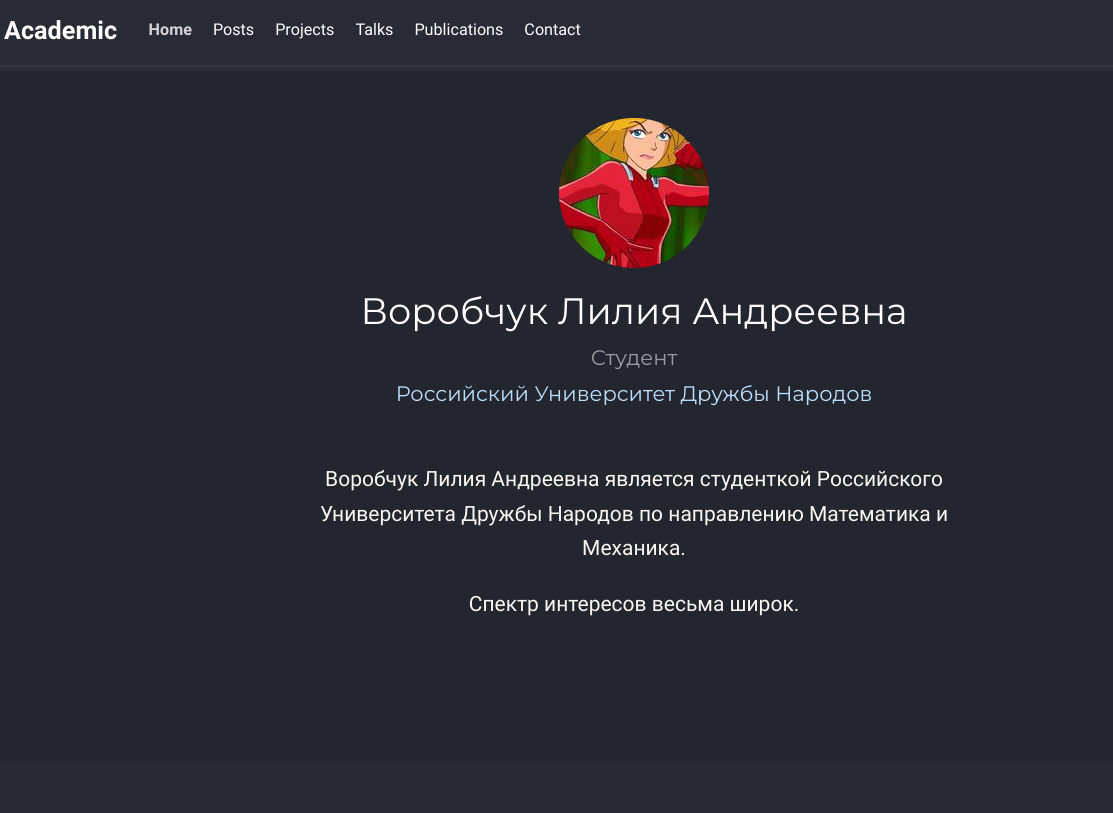 Academic Home Posts Projects Talks Publications Contact
Воробчук Лилия Андреевна
Студент
Российский Университет Дружбы Народов
Воробчук Лилия Андреевна является студенткой Российского
Университета Дружбы Народов по направлению Математика и
Механика.
Спектр интересов весьма широк.